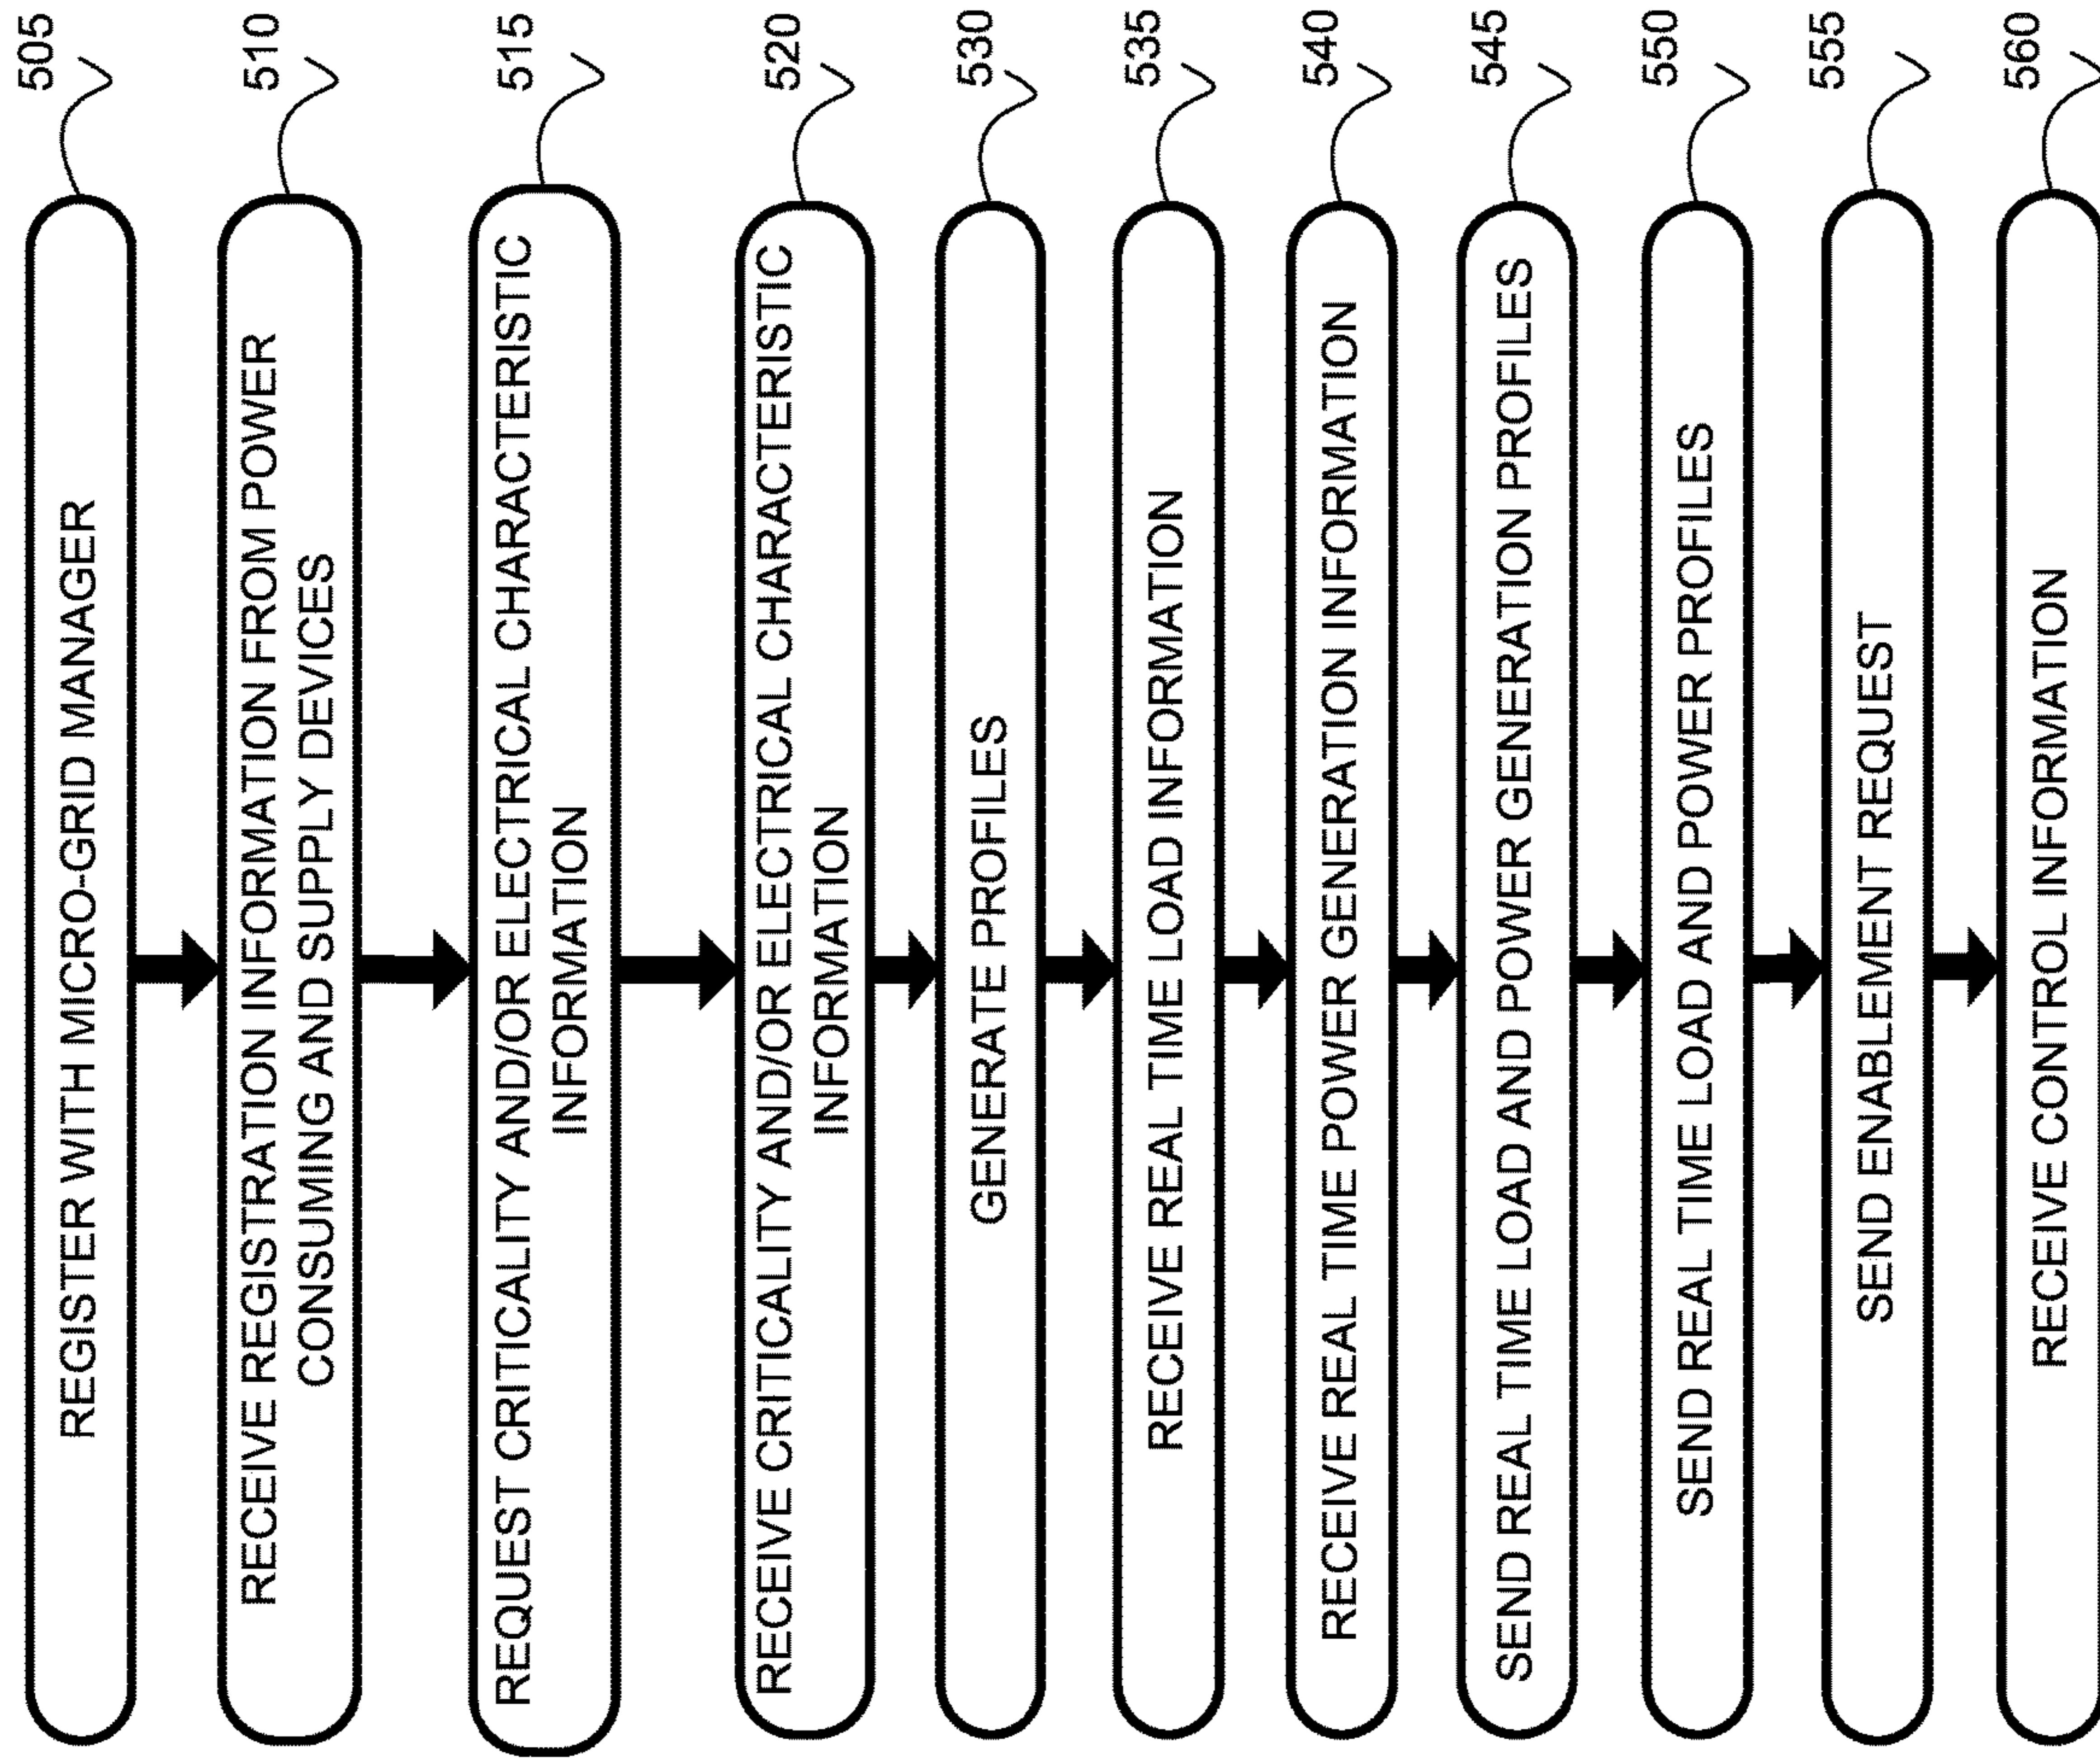 REGISTER WITH MICRO-GRID MANAGER
505
RECEIVE REGISTRATION INFORMATION FROM POWER
CONSUMING AND SUPPLY DEVICES
510
REQUEST CRITICALITY AND/OR ELECTRICAL CHARACTERISTIC
INFORMATION
515
RECEIVE CRITICALITY AND/OR ELECTRICAL CHARACTERISTIC
INFORMATION
520
GENERATE PROFILES
530
RECEIVE REAL TIME LOAD INFORMATION
535
RECEIVE REAL TIME POWER GENERATION INFORMATION
540
SEND REAL TIME LOAD AND POWER GENERATION PROFILES
545
SEND REAL TIME LOAD AND POWER PROFILES
550
SEND ENABLEMENT REQUEST
555
RECEIVE CONTROL INFORMATION
560